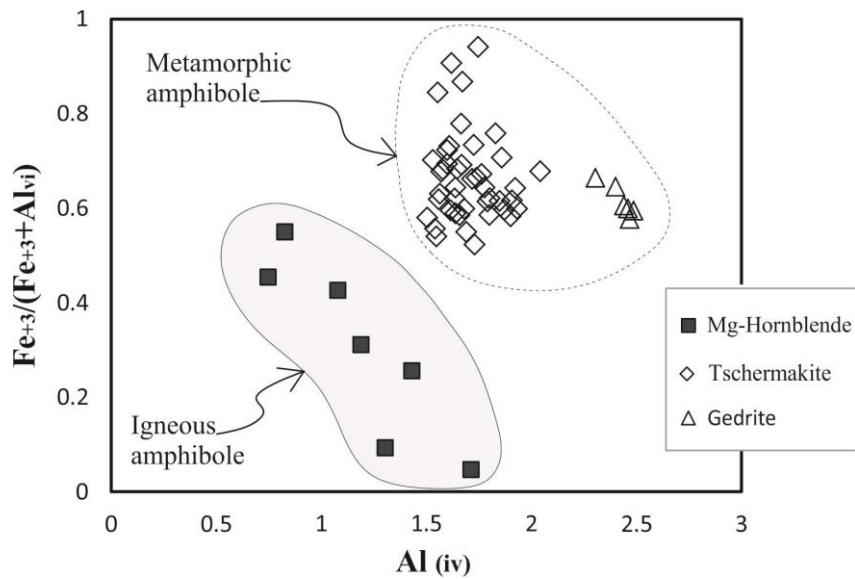 1
0.8
0.6
0.4
0.2
0
0
0.5
1
1.5
2
2.5
3
Fe+3/(Fe+3+Alvi)
Al (iv)
Metamorphic
amphibole
Igneous
amphibole
Mg-Hornblende
Tschermakite
Gedrite